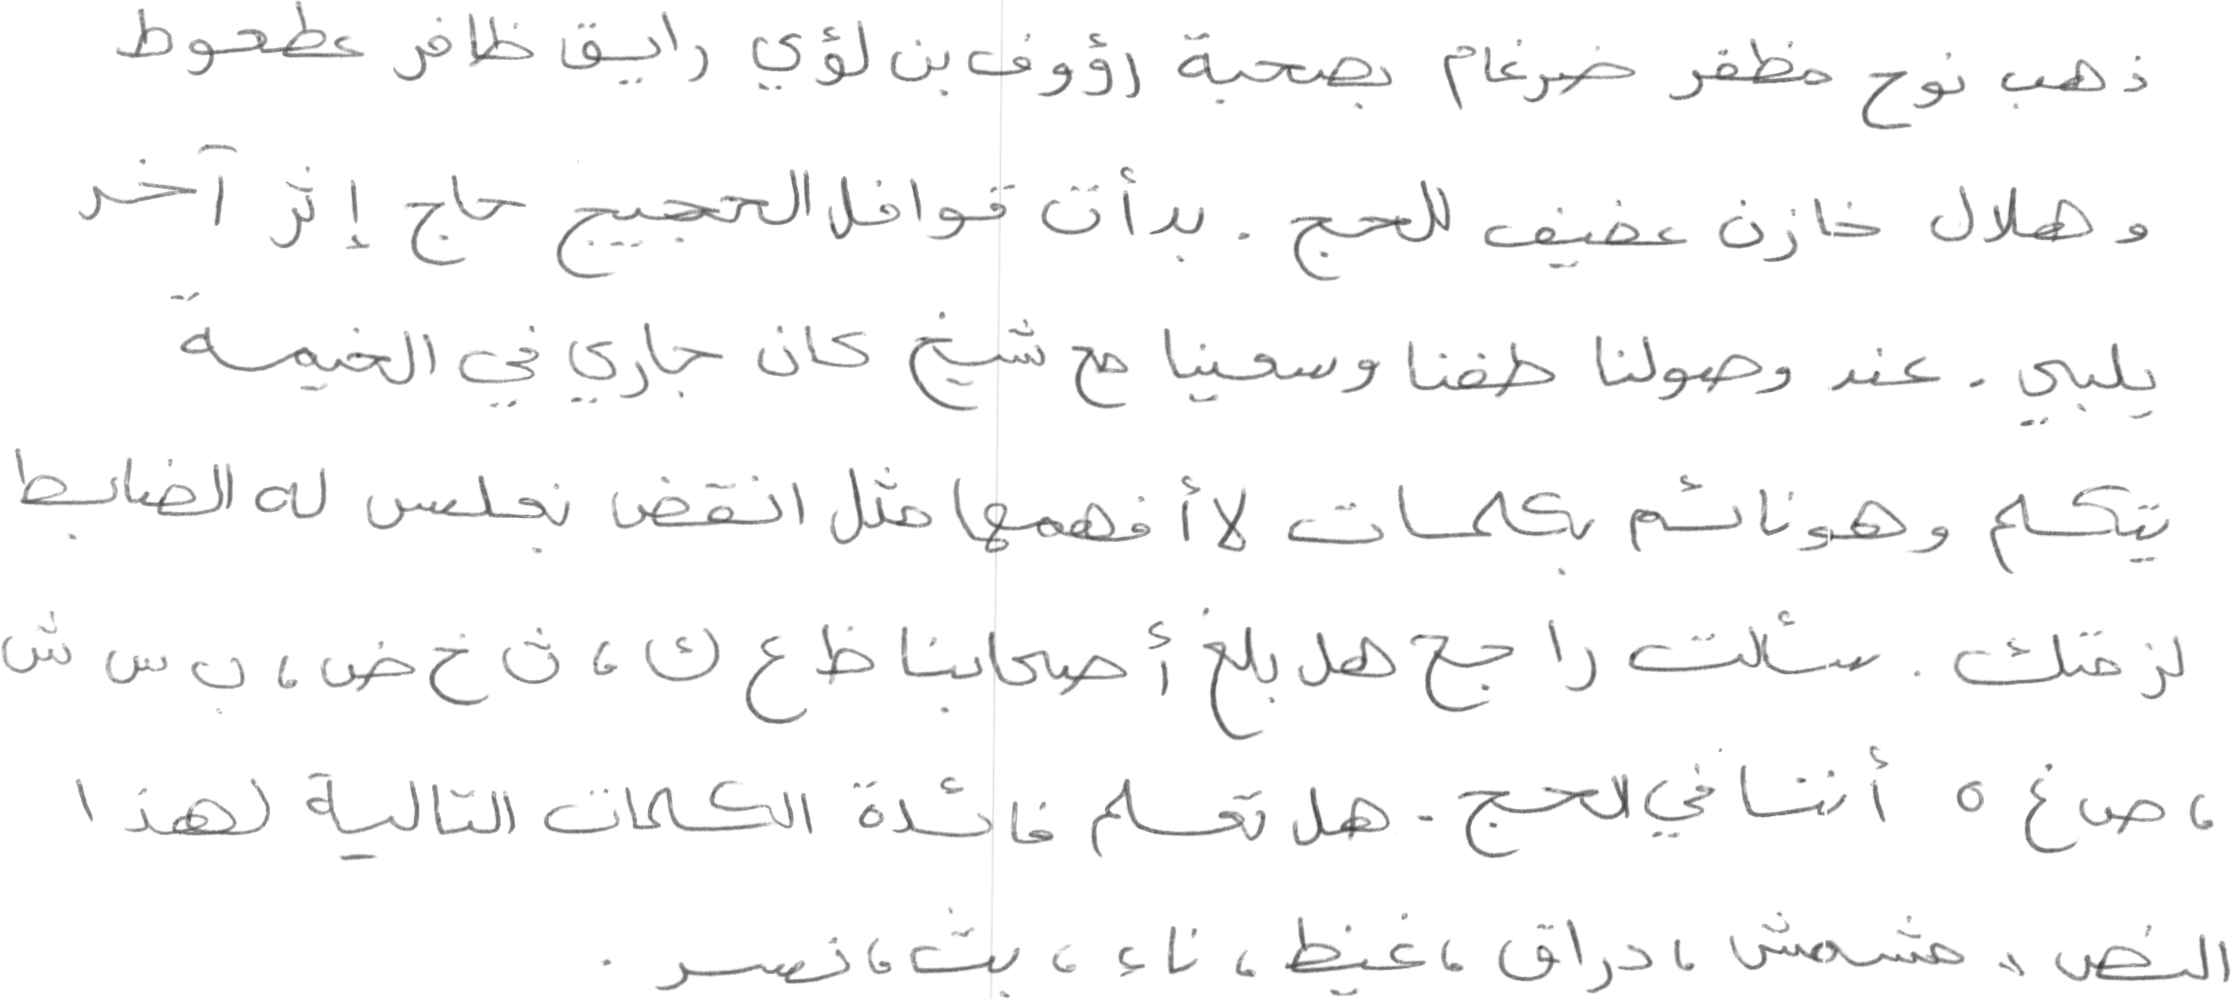 ذهب نوح مظفر ضرغام بصحبة رؤوف بن لؤي رايق ظافر عطعوط
وهلال خازن عضيف للحج . بدأت قوافل الحجيج حاج إثر آخر
يلبي . عند وصولنا طفنا وسعينا مع شيخ كان جاري في الخيمة
يتكلم وهو نائم بكلمات لا أفهمها مثل انقض نجلس له الضابط
لزمتك . سألت راجح هل بلغ أصحابنا ظ ع ك ، ث خ ض ، ب س ش
، ص غ ه أننا في الحج . هل تعلم فائدة الكلمات التالية لهذا
النص : مشمش ، دراق ، غيظ ، ناء ، بث ، نسر .